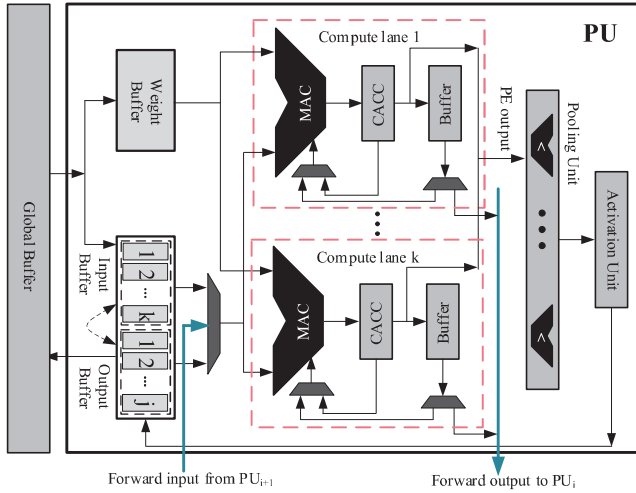 PU
Compute lane 1
Global Buffer
Weight
Buffer
MAC
CACC
Buffer
PE output
Pooling Unit
<
Activation Unit
Input
Buffer
1
2
...
k
Output
Buffer
1
2
...
j
Compute lane k
MAC
CACC
Buffer
<
Forward input from PUi+1
Forward output to PUi